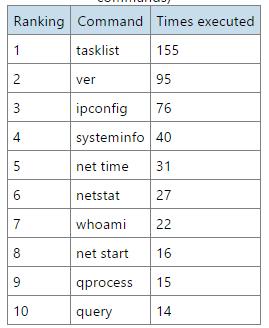 commands)
Ranking Command Times executed
1 tasklist 155
2 ver 95
3 ipconfig 76
4 systeminfo 40
5 net time 31
6 netstat 27
7 whoami 22
8 net start 16
9 qprocess 15
10 query 14